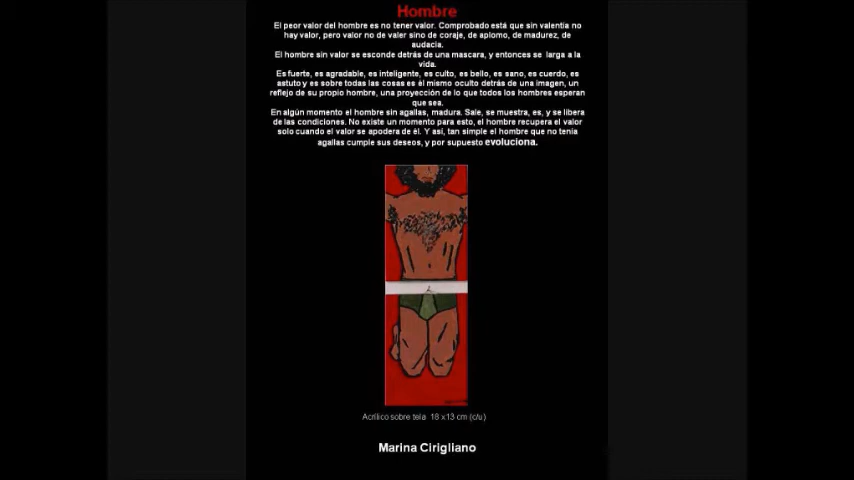 Hombre
El peor valor del hombre es no tener valor. Comprobado está que sin valentía no
hay valor, pero valor no de valer sino de coraje, de aplomo, de madurez, de
audacia.
El hombre sin valor se esconde detrás de una mascara, y entonces se larga a la
vida.
Es fuerte, es agradable, es inteligente, es culto, es bello, es sano, es cuerdo, es
astuto y es sobre todas las cosas es él mismo oculto detrás de una imagen, un
reflejo de su propio hombre, una proyección de lo que todos los hombres esperan
que sea.
En algún momento el hombre sin agallas, madura. Sale, se muestra, es, y se libera
de las condiciones. No existe un momento para esto, el hombre recupera el valor
solo cuando el valor se apodera de él. Y así, tan simple el hombre que no tenía
agallas cumple sus deseos, y por supuesto evoluciona.
Acrílico sobre tela 18 x13 cm (c/u)
Marina Cirigliano